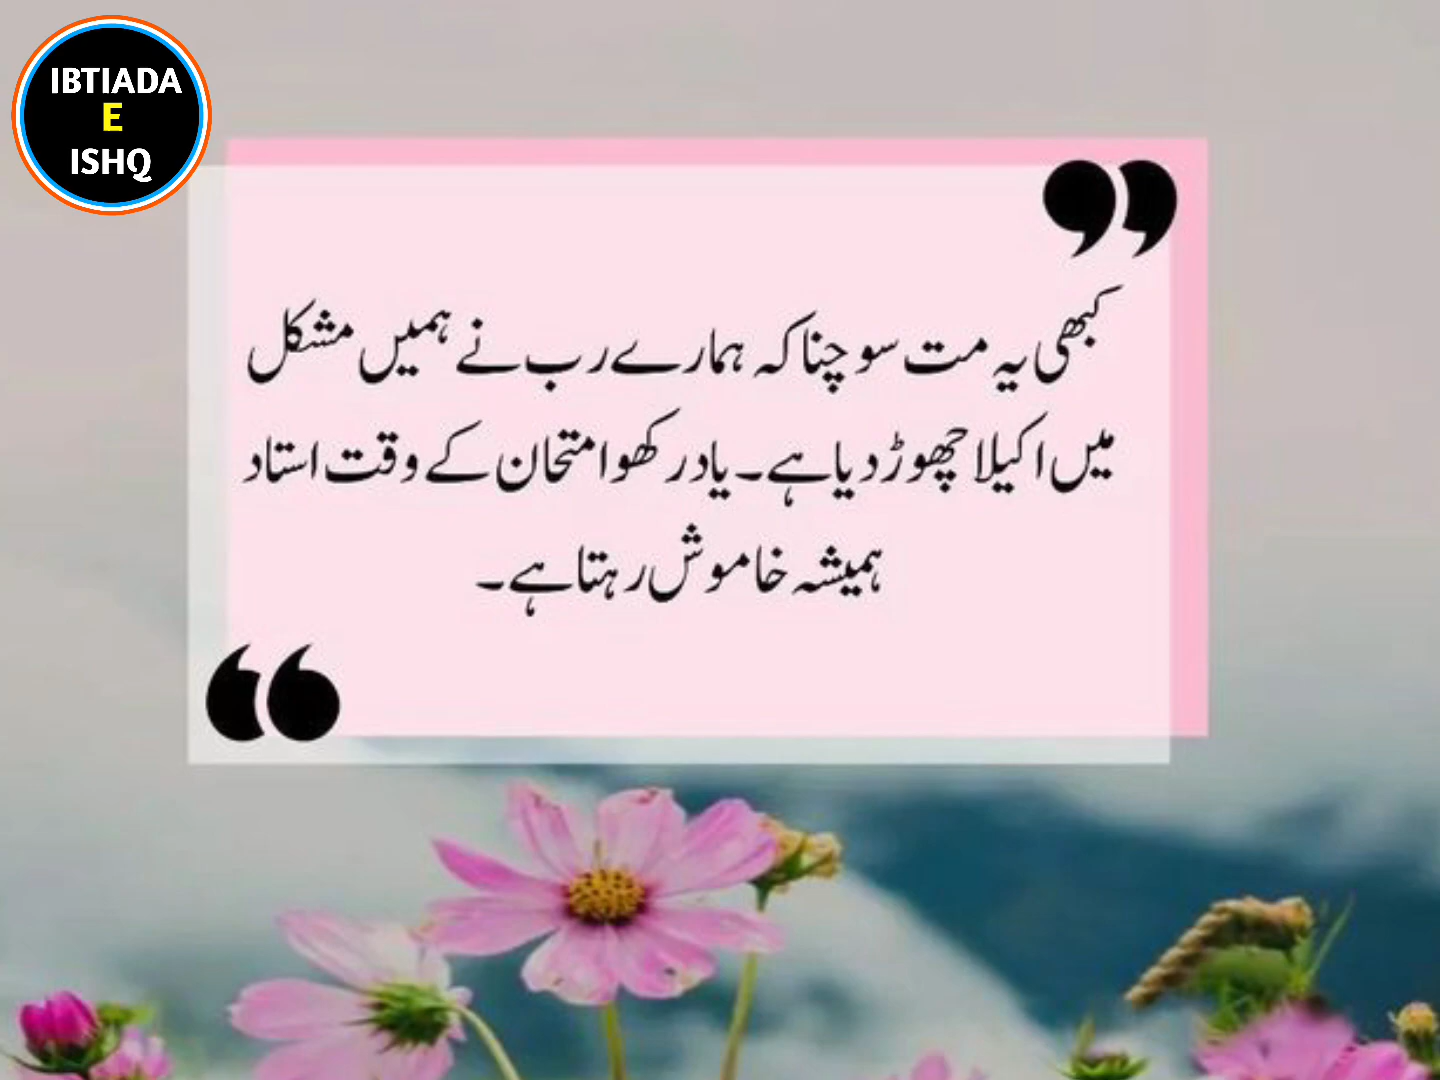 IBTIADA
E
ISHQ
کبھی یہ مت سوچنا کہ ہمارے رب نے ہمیں مشکل
میں اکیلا چھوڑ دیا ہے۔ یاد رکھو امتحان کے وقت استاد
ہمیشہ خاموش رہتا ہے۔